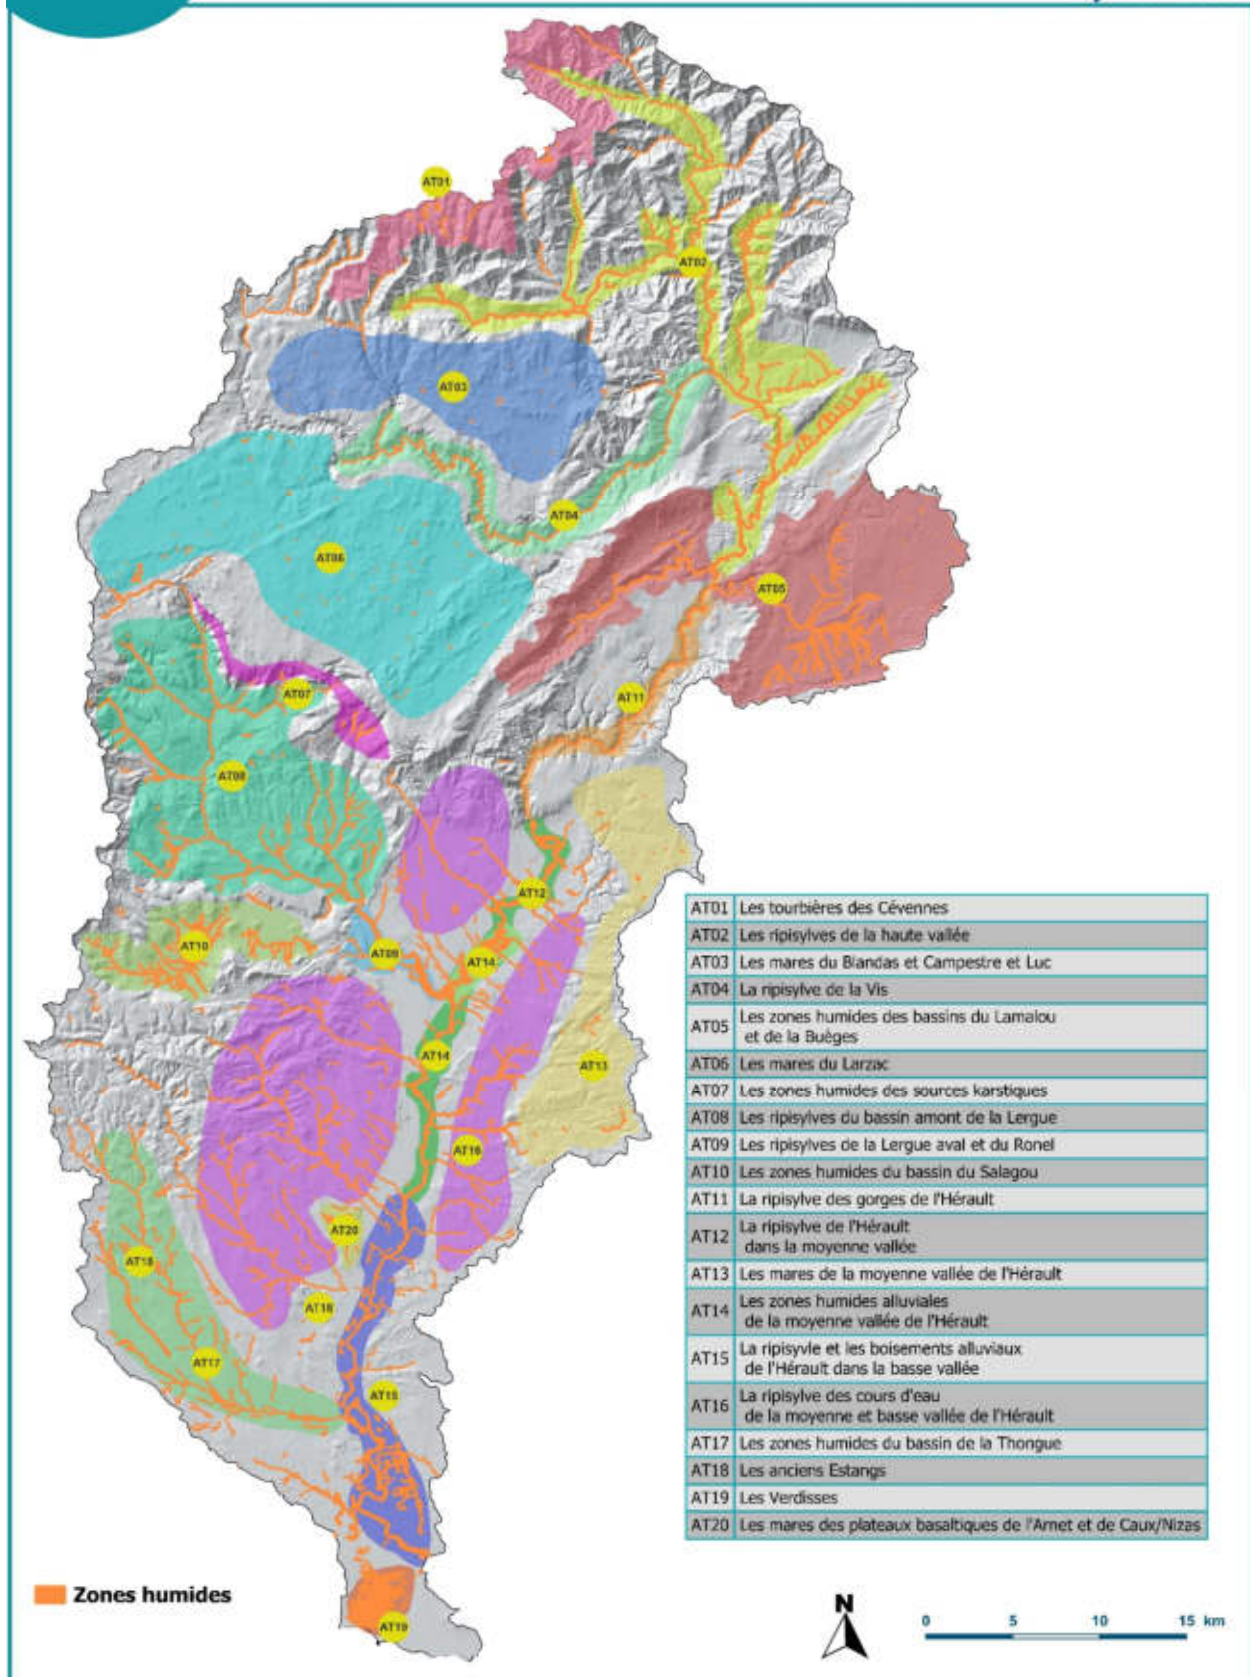 AT01
AT02
AT03
AT04
AT06
AT05
AT07
AT11
AT08
AT12
AT10
AT09
AT14
AT14
AT13
AT16
AT20
AT18
AT16
AT17
AT15
AT19
AT01 Les tourbières des Cévennes
AT02 Les ripisylves de la haute vallée
AT03 Les mares du Blandas et Campestre et Luc
AT04 La ripisylve de la Vis
AT05 Les zones humides des bassins du Lamalou
et de la Buèges
AT06 Les mares du Larzac
AT07 Les zones humides des sources karstiques
AT08 Les ripisylves du bassin amont de la Lergue
AT09 Les ripisylves de la Lergue aval et du Ronel
AT10 Les zones humides du bassin du Salagou
AT11 La ripisylve des gorges de l'Hérault
AT12 La ripisylve de l'Hérault
dans la moyenne vallée
AT13 Les mares de la moyenne vallée de l'Hérault
AT14 Les zones humides alluviales
de la moyenne vallée de l'Hérault
AT15 La ripisyvle et les boisements alluviaux
de l'Hérault dans la basse vallée
AT16 La ripisylve des cours d'eau
de la moyenne et basse vallée de l'Hérault
AT17 Les zones humides du bassin de la Thongue
AT18 Les anciens Estangs
AT19 Les Verdisses
AT20 Les mares des plateaux basaltiques de l'Arnet et de Caux/Nizas
Zones humides
N
0 5 10 15 km